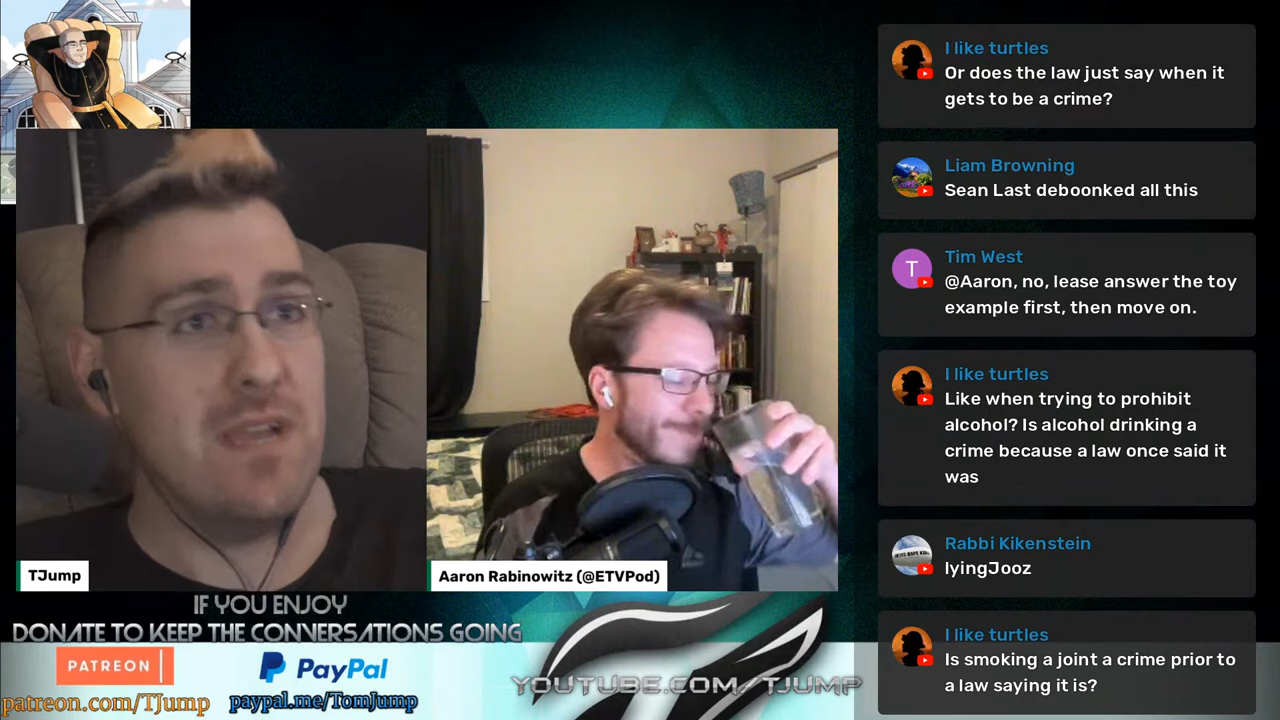 I like turtles
Or does the law just say when it
gets to be a crime?
Liam Browning
Sean Last deboonked all this
T
Tim West
@Aaron, no, lease answer the toy
example first, then move on.
I like turtles
Like when trying to prohibit
alcohol? Is alcohol drinking a
crime because a law once said it
was
Rabbi Kikenstein
lyingJooz
I like turtles
Is smoking a joint a crime prior to
a law saying it is?
TJump
Aaron Rabinowitz (@ETVPod)
IF YOU ENJOY
DONATE TO KEEP THE CONVERSATIONS GOING
PATREON
PayPal
patreon.com/TJump
paypal.me/TomJump
YOUTUBE.COM/TJUMP